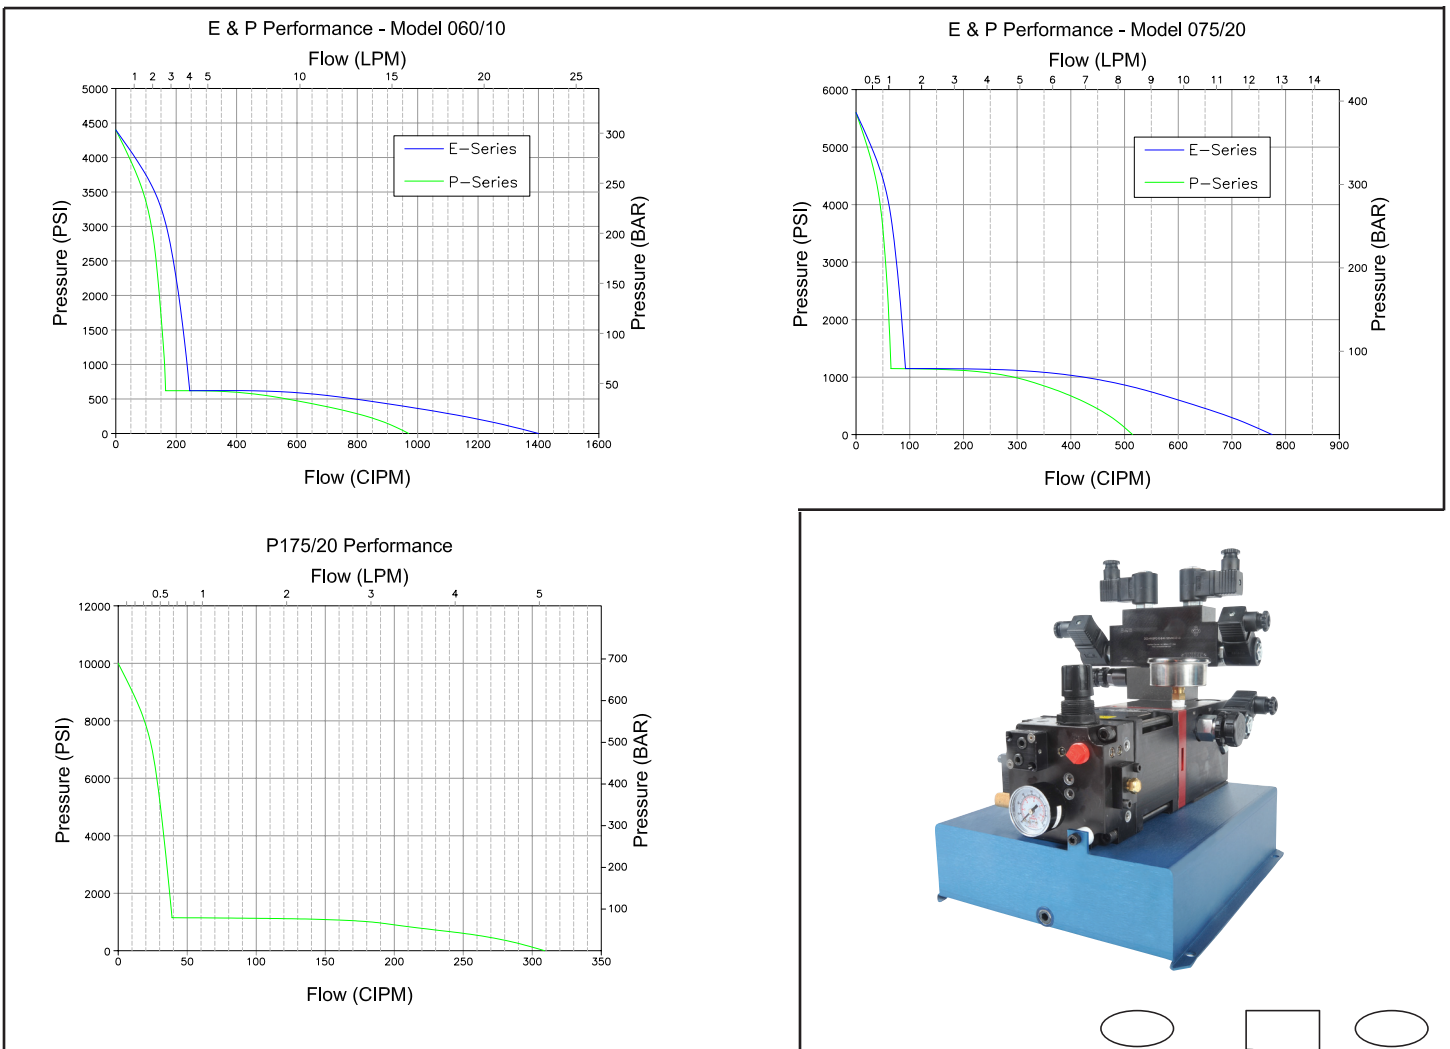 E & P Performance - Model 060/10
Flow (LPM)
1 2 3 4 5 10 15 20 25
5000
4500
4000
3500
3000
2500
2000
1500
1000
500
0
Pressure (PSI)
E-Series
P-Series
300
250
200
150
100
50
Pressure (BAR)
0 200 400 600 800 1000 1200 1400 1600
Flow (CIPM)
E & P Performance - Model 075/20
Flow (LPM)
0.5 1 2 3 4 5 6 7 8 9 10 11 12 13 14
6000
5000
4000
3000
2000
1000
0
Pressure (PSI)
E-Series
P-Series
400
300
200
100
Pressure (BAR)
0 100 200 300 400 500 600 700 800 900
Flow (CIPM)
P175/20 Performance
Flow (LPM)
0.5 1 2 3 4 5
12000
10000
8000
6000
4000
2000
0
Pressure (PSI)
700
600
500
400
300
200
100
Pressure (BAR)
0 50 100 150 200 250 300 350
Flow (CIPM)